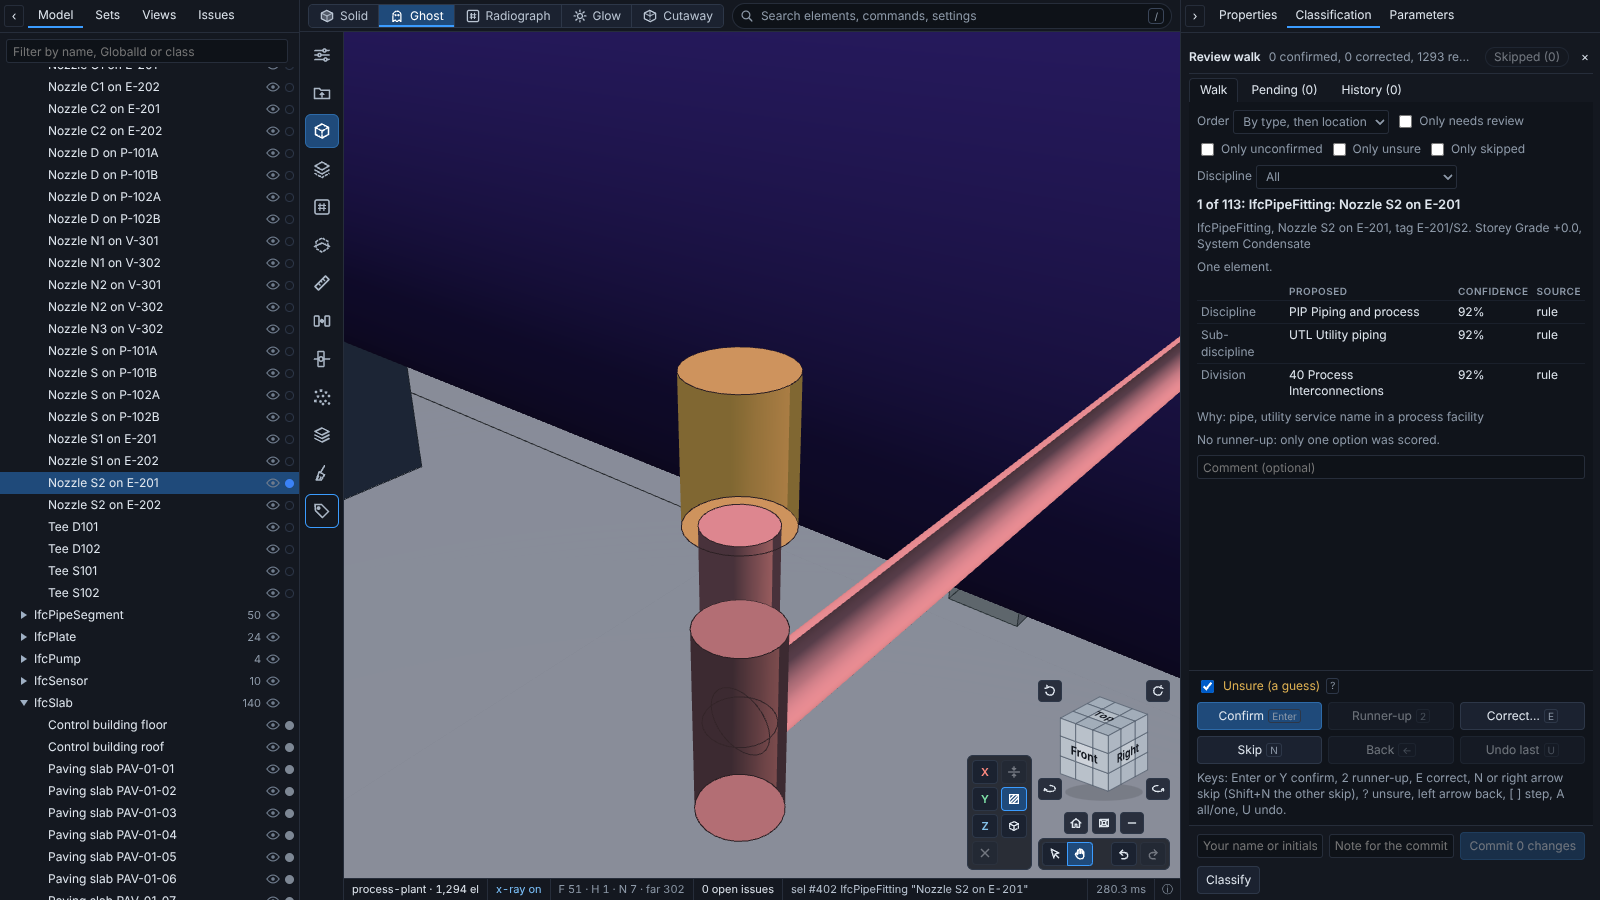 Model Sets Views Issues
Filter by name, GlobalId or class
Nozzle C1 on E-202
Nozzle C2 on E-201
Nozzle C2 on E-202
Nozzle D on P-101A
Nozzle D on P-101B
Nozzle D on P-102A
Nozzle D on P-102B
Nozzle N1 on V-301
Nozzle N1 on V-302
Nozzle N2 on V-301
Nozzle N2 on V-302
Nozzle N3 on V-302
Nozzle S on P-101A
Nozzle S on P-101B
Nozzle S on P-102A
Nozzle S on P-102B
Nozzle S1 on E-201
Nozzle S1 on E-202
Nozzle S2 on E-201
Nozzle S2 on E-202
Tee D101
Tee D102
Tee S101
Tee S102
IfcPipeSegment 50
IfcPlate 24
IfcPump 4
IfcSensor 10
IfcSlab 140
Control building floor
Control building roof
Paving slab PAV-01-01
Paving slab PAV-01-02
Paving slab PAV-01-03
Paving slab PAV-01-04
Paving slab PAV-01-05
Paving slab PAV-01-06
Solid Ghost Radiograph Glow Cutaway
Search elements, commands, settings /
Top
Front Right
X
Y
Z
process-plant · 1,294 el x-ray on F 51 · H 1 · N 7 · far 302 0 open issues sel #402 IfcPipeFitting "Nozzle S2 on E-201" 280.3 ms
Properties Classification Parameters
Review walk 0 confirmed, 0 corrected, 1293 re... Skipped (0) ×
Walk Pending (0) History (0)
Order By type, then location Only needs review
Only unconfirmed Only unsure Only skipped
Discipline All
1 of 113: IfcPipeFitting: Nozzle S2 on E-201
IfcPipeFitting, Nozzle S2 on E-201, tag E-201/S2. Storey Grade +0.0,
System Condensate
One element.
PROPOSED CONFIDENCE SOURCE
Discipline PIP Piping and process 92% rule
Sub-discipline UTL Utility piping 92% rule
Division 40 Process Interconnections 92% rule
Why: pipe, utility service name in a process facility
No runner-up: only one option was scored.
Comment (optional)
Unsure (a guess) ?
Confirm Enter Runner-up 2 Correct... E
Skip N Back ← Undo last U
Keys: Enter or Y confirm, 2 runner-up, E correct, N or right arrow
skip (Shift+N the other skip), ? unsure, left arrow back, [ ] step, A
all/one, U undo.
Your name or initials Note for the commit Commit 0 changes
Classify